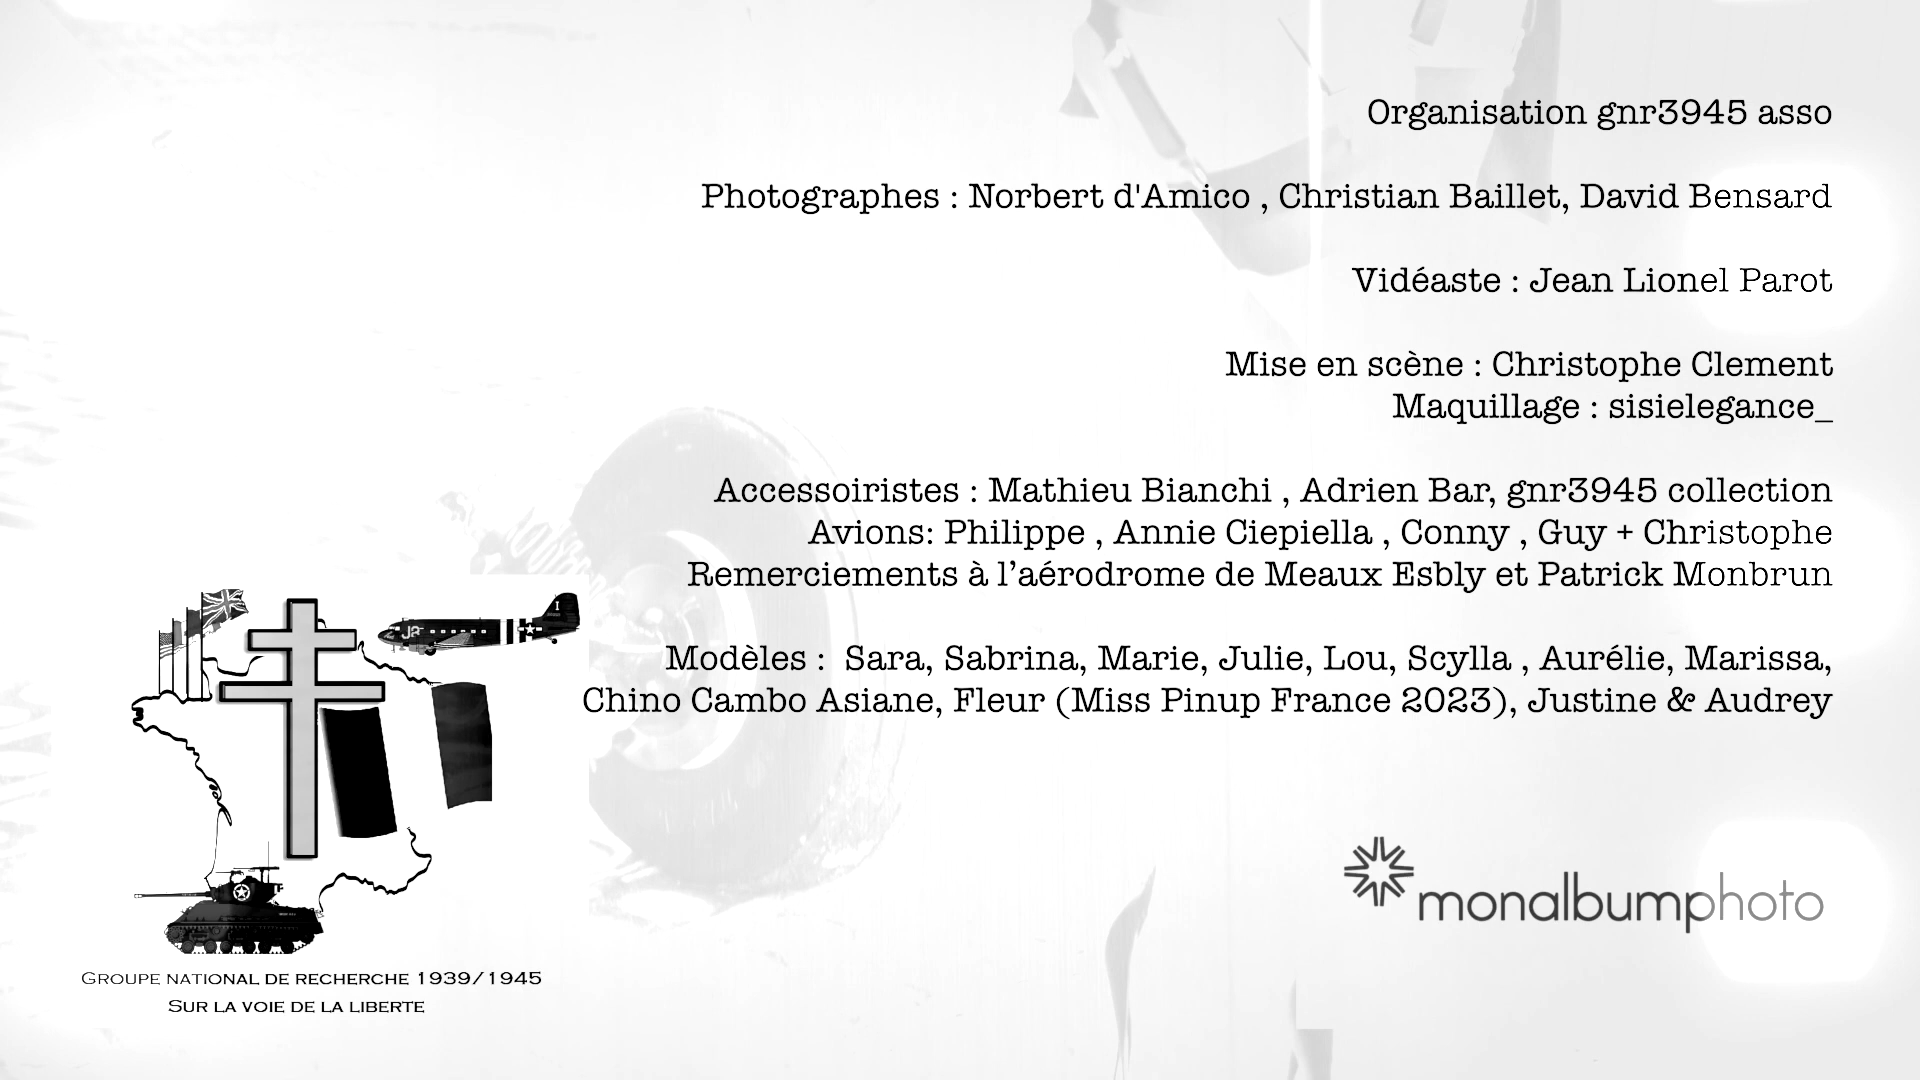 Organisation gnr3945 asso
Photographes : Norbert d'Amico , Christian Baillet, David Bensard
Vidéaste : Jean Lionel Parot
Mise en scène : Christophe Clement
Maquillage : sisielegance_
Accessoiristes : Mathieu Bianchi , Adrien Bar, gnr3945 collection
Avions: Philippe , Annie Ciepiella , Conny , Guy + Christophe
Remerciements à l’aérodrome de Meaux Esbly et Patrick Monbrun
Modèles :  Sara, Sabrina, Marie, Julie, Lou, Scylla , Aurélie, Marissa,
Chino Cambo Asiane, Fleur (Miss Pinup France 2023), Justine & Audrey
monalbumphoto
GROUPE NATIONAL DE RECHERCHE 1939/1945
SUR LA VOIE DE LA LIBERTE